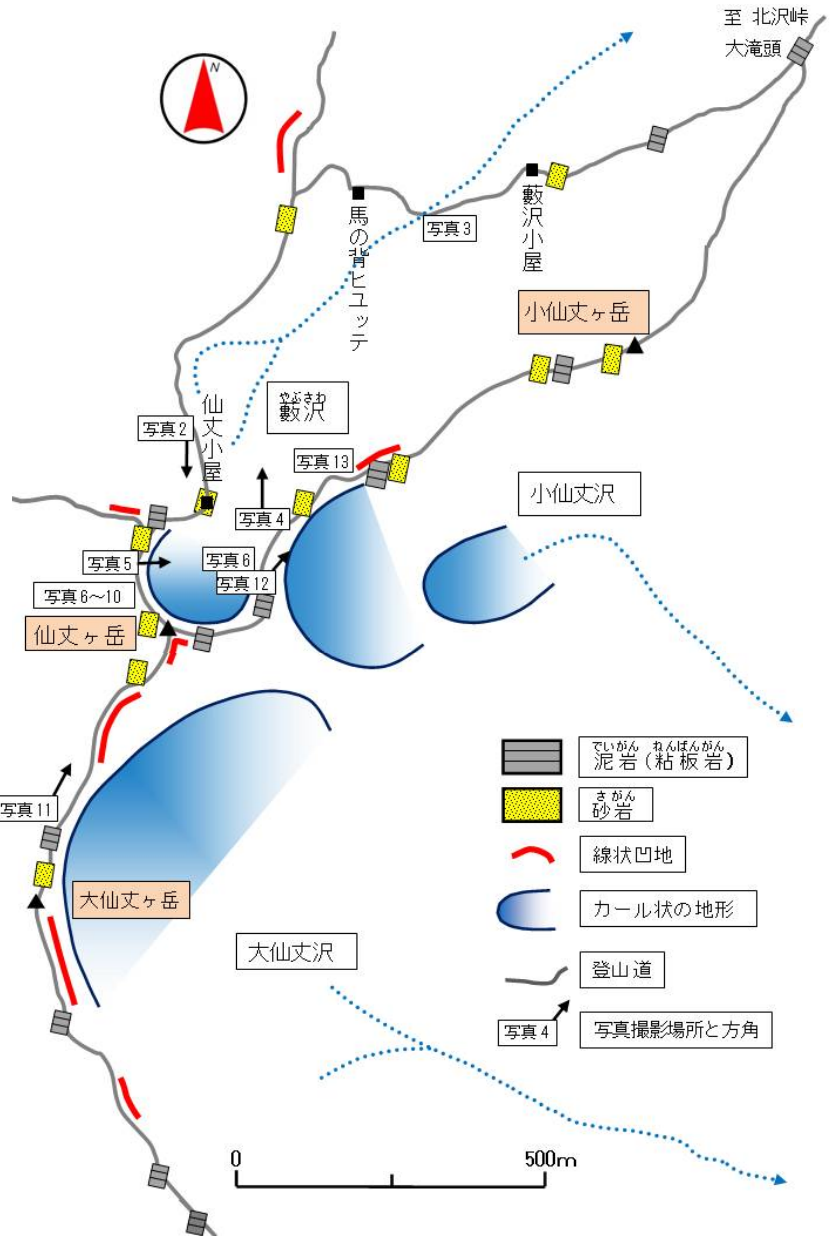 至 北沢峠
大滝頭
N
藪沢小屋
馬の背ヒュッテ
写真3
小仙丈ヶ岳
仙丈小屋
やぶさわ
藪沢
写真2
写真13
小仙丈沢
写真4
写真5
写真6
写真12
写真6~10
仙丈ヶ岳
でいがん ねんばんがん
泥岩(粘板岩)
さがん
砂岩
写真11
線状凹地
大仙丈ヶ岳
カール状の地形
大仙丈沢
登山道
写真4
写真撮影場所と方角
0
500m